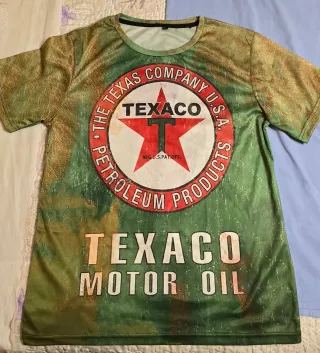 • THE TEXAS COMPANY U.S.A. •
TEXACO
T
REG.U.S.PAT.OFF.
PETROLEUM PRODUCTS
TEXACO
MOTOR OIL